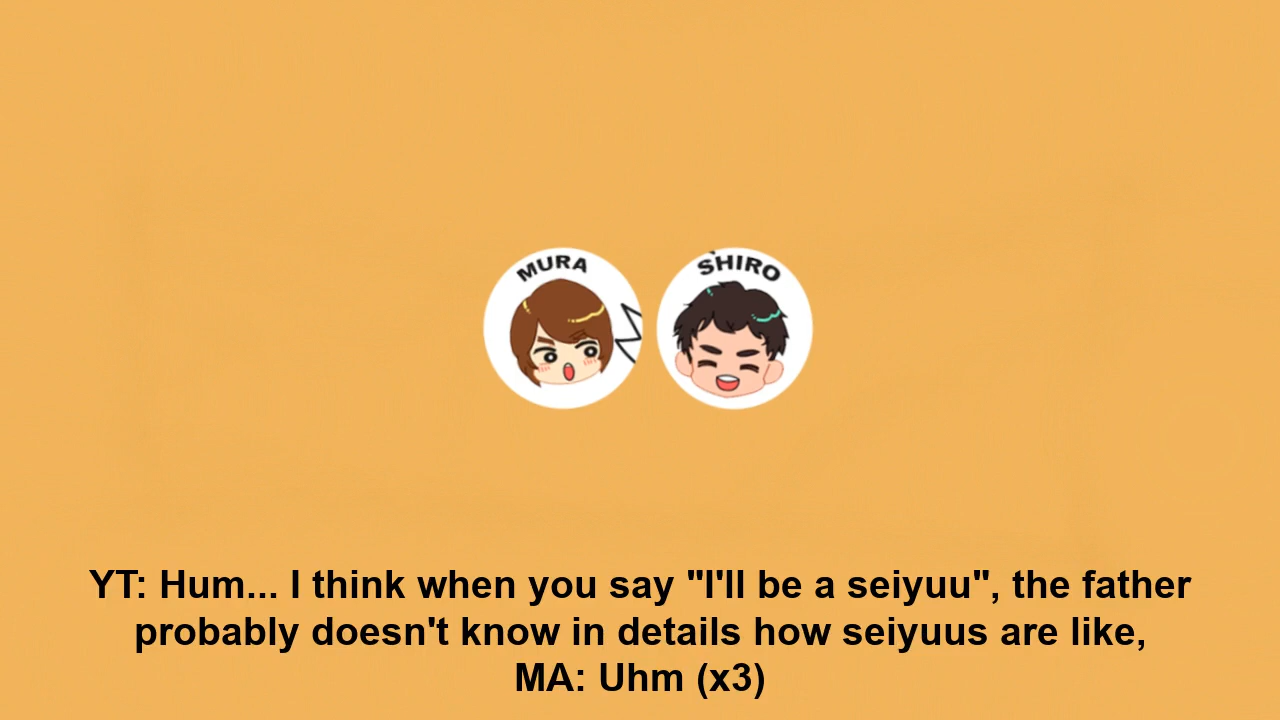 MURA
SHIRO
YT: Hum... I think when you say "I'll be a seiyuu", the father
probably doesn't know in details how seiyuus are like,
MA: Uhm (x3)